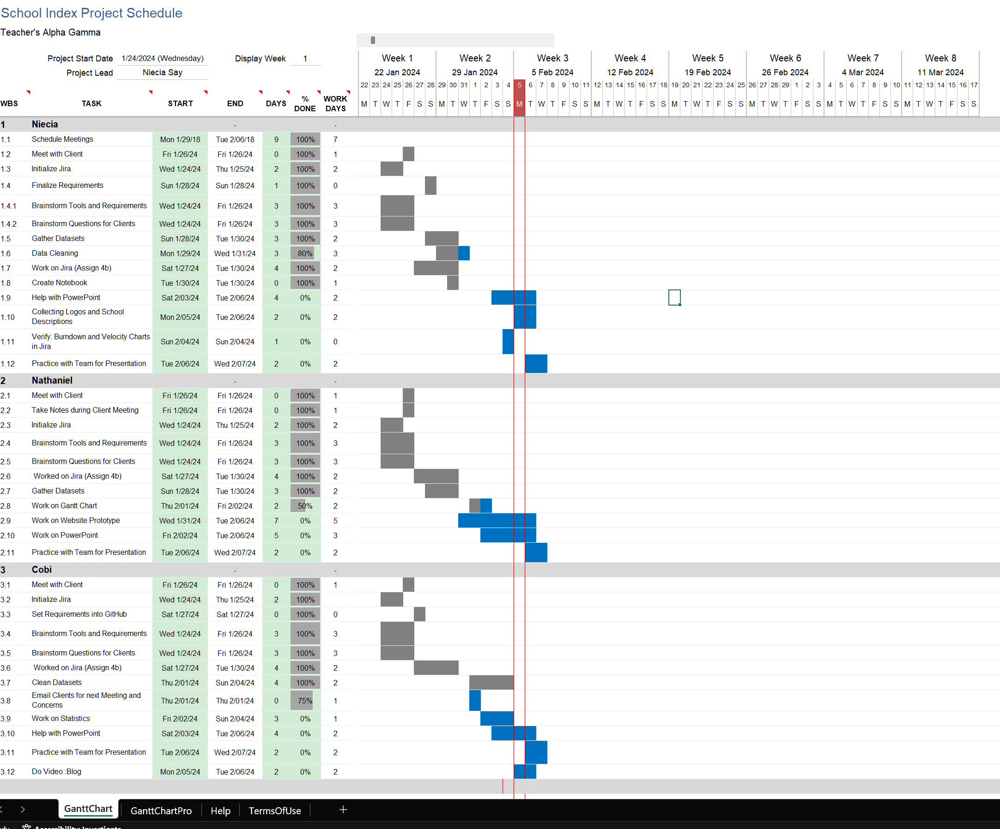 School Index Project Schedule
Teacher's Alpha Gamma
Project Start Date 1/24/2024 (Wednesday) Display Week 1 Week 1 Week 2 Week 3 Week 4 Week 5 Week 6 Week 7 Week 8
Project Lead Niecia Say 22 Jan 2024 29 Jan 2024 5 Feb 2024 12 Feb 2024 19 Feb 2024 26 Feb 2024 4 Mar 2024 11 Mar 2024
22 23 24 25 26 27 28 29 30 31 1 2 3 4 5 6 7 8 9 10 11 12 13 14 15 16 17 18 19 20 21 22 23 24 25 26 27 28 29 1 2 3 4 5 6 7 8 9 10 11 12 13 14 15 16 17
WBS TASK START END DAYS % DONE WORK DAYS M T W T F S S M T W T F S S M T W T F S S M T W T F S S M T W T F S S M T W T F S S M T W T F S S M T W T F S S
1 Niecia - -
1.1 Schedule Meetings Mon 1/29/18 Tue 2/06/18 9 100% 7
1.2 Meet with Client Fri 1/26/24 Fri 1/26/24 0 100% 1
1.3 Initialize Jira Wed 1/24/24 Thu 1/25/24 2 100% 2
1.4 Finalize Requirements Sun 1/28/24 Sun 1/28/24 1 100% 0
1.4.1 Brainstorm Tools and Requirements Wed 1/24/24 Fri 1/26/24 3 100% 3
1.4.2 Brainstorm Questions for Clients Wed 1/24/24 Fri 1/26/24 3 100% 3
1.5 Gather Datasets Sun 1/28/24 Tue 1/30/24 3 100% 2
1.6 Data Cleaning Mon 1/29/24 Wed 1/31/24 3 80% 3
1.7 Work on Jira (Assign 4b) Sat 1/27/24 Tue 1/30/24 4 100% 2
1.8 Create Notebook Tue 1/30/24 Tue 1/30/24 0 100% 1
1.9 Help with PowerPoint Sat 2/03/24 Tue 2/06/24 4 0% 2
1.10 Collecting Logos and School Descriptions Mon 2/05/24 Tue 2/06/24 2 0% 2
1.11 Verify: Burndown and Velocity Charts in Jira Sun 2/04/24 Sun 2/04/24 1 0% 0
1.12 Practice with Team for Presentation Tue 2/06/24 Wed 2/07/24 2 0% 2
2 Nathaniel - -
2.1 Meet with Client Fri 1/26/24 Fri 1/26/24 0 100% 1
2.2 Take Notes during Client Meeting Fri 1/26/24 Fri 1/26/24 0 100% 1
2.3 Initialize Jira Wed 1/24/24 Thu 1/25/24 2 100% 2
2.4 Brainstorm Tools and Requirements Wed 1/24/24 Fri 1/26/24 3 100% 3
2.5 Brainstorm Questions for Clients Wed 1/24/24 Fri 1/26/24 3 100% 3
2.6 Worked on Jira (Assign 4b) Sat 1/27/24 Tue 1/30/24 4 100% 2
2.7 Gather Datasets Sun 1/28/24 Tue 1/30/24 3 100% 2
2.8 Work on Gantt Chart Thu 2/01/24 Fri 2/02/24 2 50% 2
2.9 Work on Website Prototype Wed 1/31/24 Tue 2/06/24 7 0% 5
2.10 Work on PowerPoint Fri 2/02/24 Tue 2/06/24 5 0% 3
2.11 Practice with Team for Presentation Tue 2/06/24 Wed 2/07/24 2 0% 2
3 Cobi - -
3.1 Meet with Client Fri 1/26/24 Fri 1/26/24 0 100% 1
3.2 Initialize Jira Wed 1/24/24 Thu 1/25/24 2 100% 2
3.3 Set Requirements into GitHub Sat 1/27/24 Sat 1/27/24 0 100% 0
3.4 Brainstorm Tools and Requirements Wed 1/24/24 Fri 1/26/24 3 100% 3
3.5 Brainstorm Questions for Clients Wed 1/24/24 Fri 1/26/24 3 100% 3
3.6 Worked on Jira (Assign 4b) Sat 1/27/24 Tue 1/30/24 4 100% 2
3.7 Clean Datasets Thu 2/01/24 Sun 2/04/24 4 100% 2
3.8 Email Clients for next Meeting and Concerns Thu 2/01/24 Thu 2/01/24 0 75% 1
3.9 Work on Statistics Fri 2/02/24 Sun 2/04/24 3 0% 1
3.10 Help with PowerPoint Sat 2/03/24 Tue 2/06/24 4 0% 2
3.11 Practice with Team for Presentation Tue 2/06/24 Wed 2/07/24 2 0% 2
3.12 Do Video :Blog Mon 2/05/24 Tue 2/06/24 2 0% 2
GanttChart GanttChartPro Help TermsOfUse +
Accessibility: Investigate